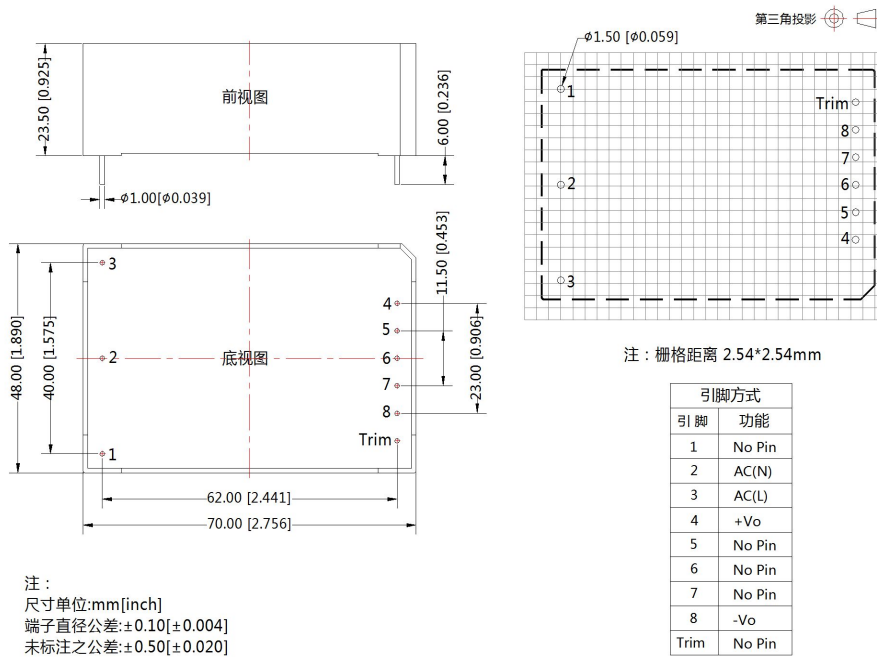 第三角投影
23.50 [0.925]
前视图
6.00 [0.236]
ϕ1.00[ϕ0.039]
ϕ1.50 [ϕ0.059]
1
2
3
Trim
8
7
6
5
4
注：栅格距离 2.54*2.54mm
48.00 [1.890]
40.00 [1.575]
3
2
1
底视图
4
5
6
7
8
Trim
11.50 [0.453]
23.00 [0.906]
62.00 [2.441]
70.00 [2.756]
引脚方式
引 脚 功能
1 No Pin
2 AC(N)
3 AC(L)
4 +Vo
5 No Pin
6 No Pin
7 No Pin
8 -Vo
Trim No Pin
注：
尺寸单位:mm[inch]
端子直径公差:±0.10[±0.004]
未标注之公差:±0.50[±0.020]